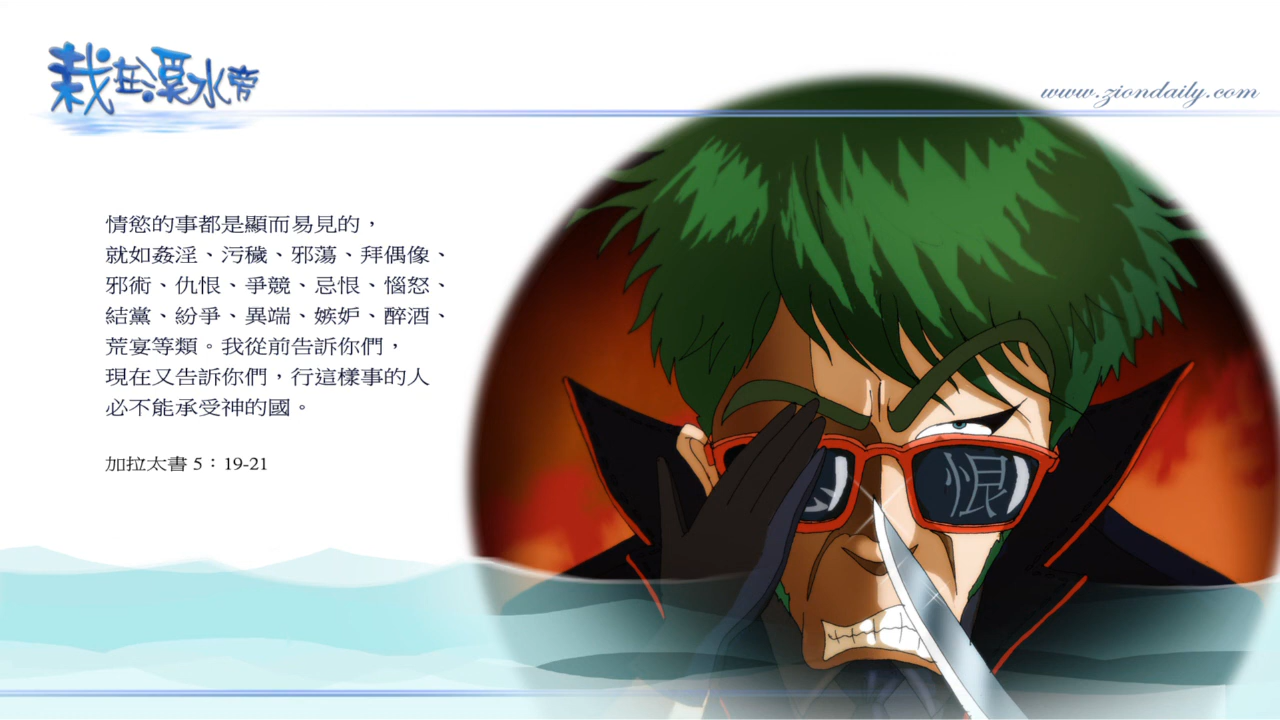 栽在溪水帝
www.ziondaily.com
情慾的事都是顯而易見的，
就如姦淫、污穢、邪蕩、拜偶像、
邪術、仇恨、爭競、忌恨、惱怒、
結黨、紛爭、異端、嫉妒、醉酒、
荒宴等類。我從前告訴你們，
現在又告訴你們，行這樣事的人
必不能承受神的國。
加拉太書 5：19-21
恨